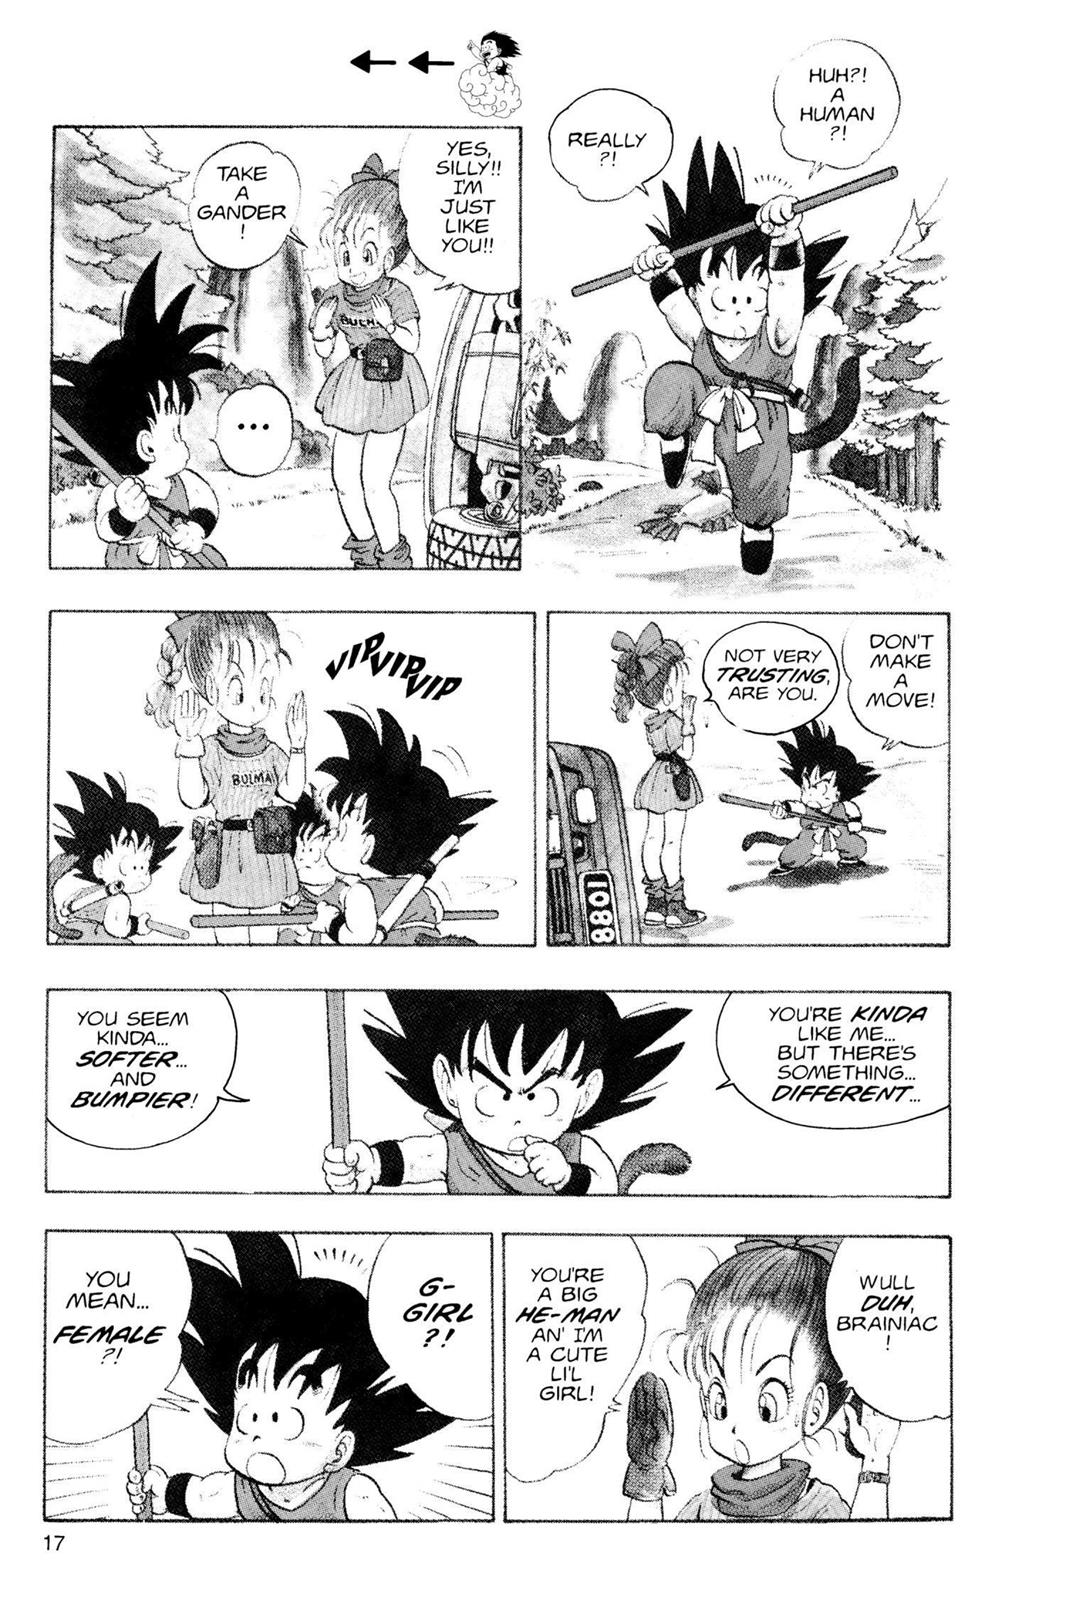 HUH?!
A
HUMAN
?!
REALLY
?!
YES,
SILLY!!
I'M
JUST
LIKE
YOU!!
TAKE
A
GANDER
!
BULMA
...
DON'T
MAKE
A
MOVE!
NOT VERY
TRUSTING,
ARE YOU.
8801
VIP VIP VIP
BULMA
YOU'RE KINDA
LIKE ME...
BUT THERE'S
SOMETHING...
DIFFERENT...
YOU SEEM
KINDA...
SOFTER...
AND
BUMPIER!
WULL
DUH,
BRAINIAC
!
YOU'RE
A BIG
HE-MAN
AN' I'M
A CUTE
LI'L
GIRL!
G-
GIRL
?!
YOU
MEAN...
FEMALE
?!
17